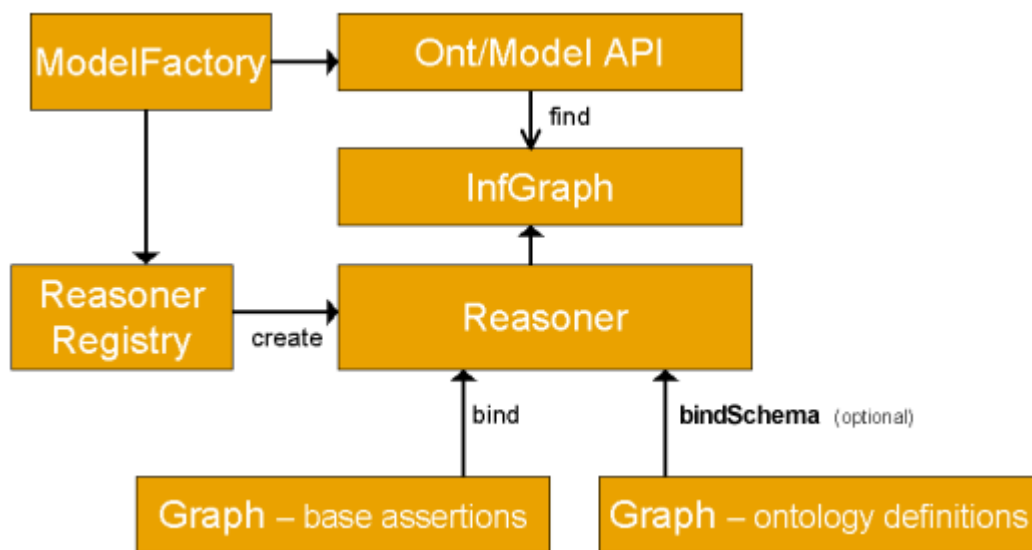 ModelFactory
Ont/Model API
find
InfGraph
Reasoner
Registry
create
Reasoner
bind
bindSchema (optional)
Graph – base assertions
Graph – ontology definitions